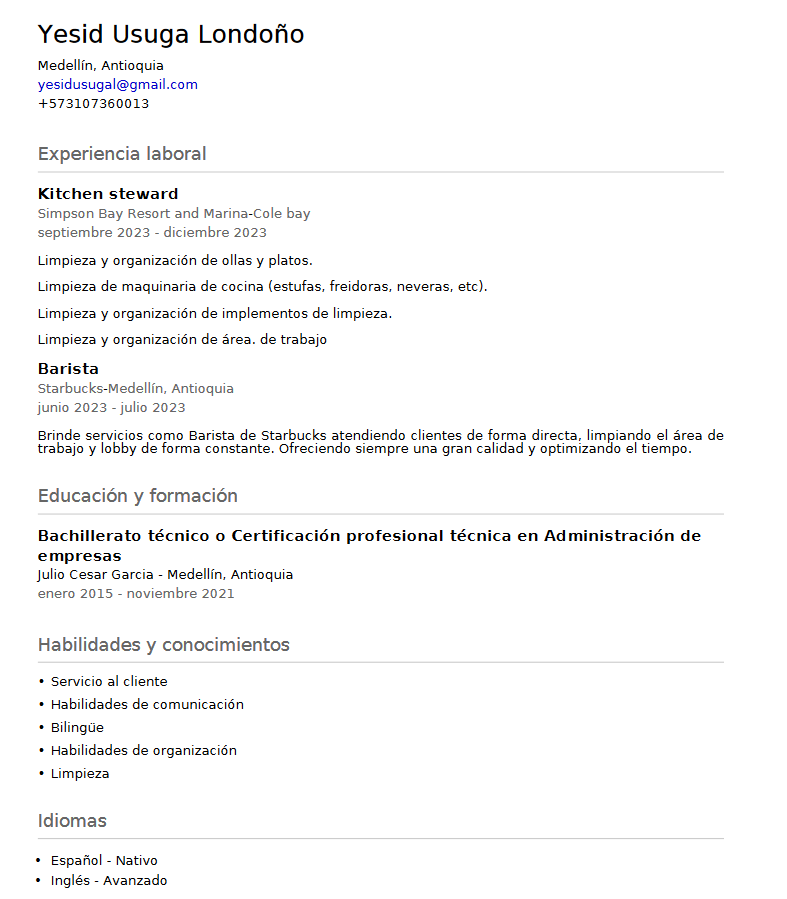 Yesid Usuga Londoño
Medellín, Antioquia
yesidusugal@gmail.com
+573107360013
Experiencia laboral
Kitchen steward
Simpson Bay Resort and Marina-Cole bay
septiembre 2023 - diciembre 2023
Limpieza y organización de ollas y platos.
Limpieza de maquinaria de cocina (estufas, freidoras, neveras, etc).
Limpieza y organización de implementos de limpieza.
Limpieza y organización de área. de trabajo
Barista
Starbucks-Medellín, Antioquia
junio 2023 - julio 2023
Brinde servicios como Barista de Starbucks atendiendo clientes de forma directa, limpiando el área de
trabajo y lobby de forma constante. Ofreciendo siempre una gran calidad y optimizando el tiempo.
Educación y formación
Bachillerato técnico o Certificación profesional técnica en Administración de
empresas
Julio Cesar Garcia - Medellín, Antioquia
enero 2015 - noviembre 2021
Habilidades y conocimientos
• Servicio al cliente
• Habilidades de comunicación
• Bilingüe
• Habilidades de organización
• Limpieza
Idiomas
• Español - Nativo
• Inglés - Avanzado